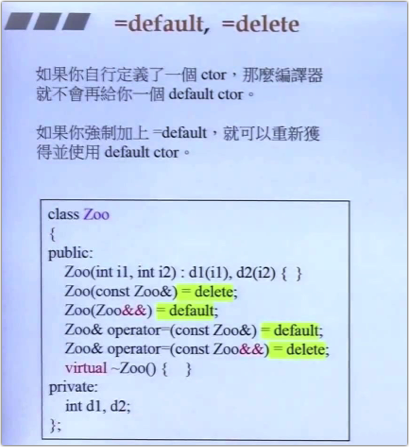 =default, =delete
如果你自行定義了一個 ctor，那麼編譯器
就不會再給你一個 default ctor。
如果你強制加上 =default，就可以重新獲
得並使用 default ctor。
class Zoo
{
public:
Zoo(int i1, int i2) : d1(i1), d2(i2) { }
Zoo(const Zoo&) = delete;
Zoo(Zoo&&) = default;
Zoo& operator=(const Zoo&) = default;
Zoo& operator=(const Zoo&&) = delete;
virtual ~Zoo() { }
private:
int d1, d2;
};